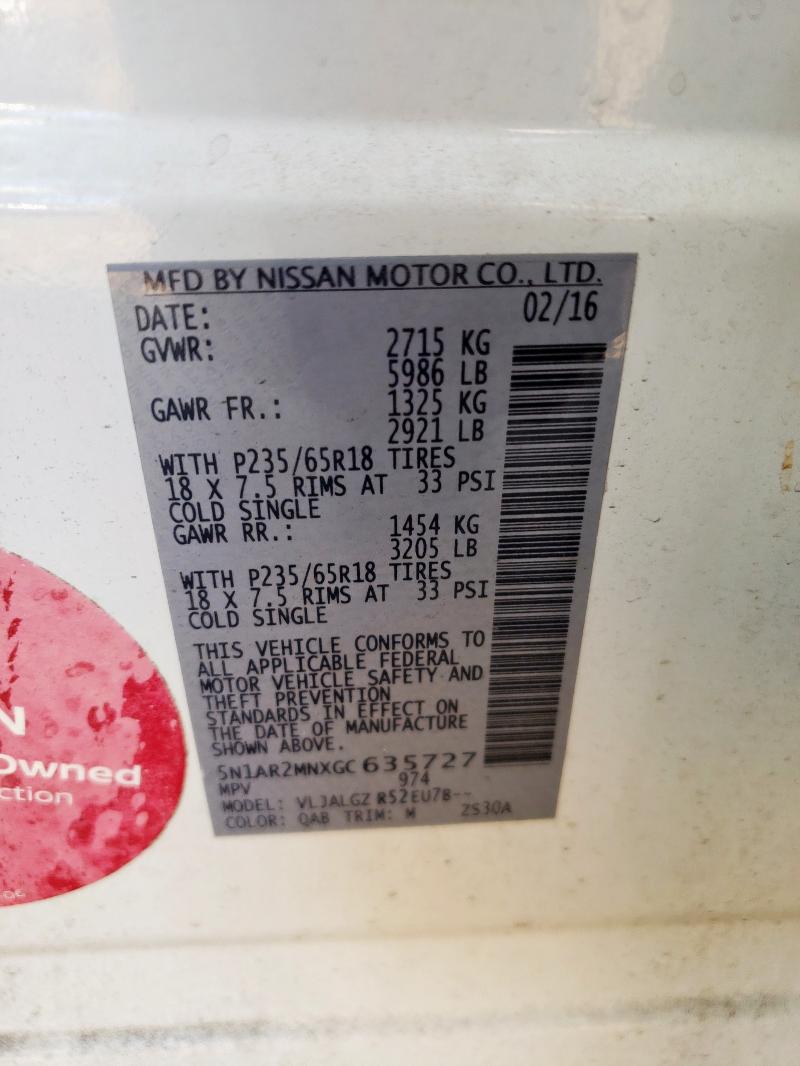 MFD BY NISSAN MOTOR CO., LTD.
DATE: 02/16
GVWR: 2715 KG
5986 LB
GAWR FR.: 1325 KG
2921 LB
WITH P235/65R18 TIRES
18 X 7.5 RIMS AT 33 PSI
COLD SINGLE
GAWR RR.: 1454 KG
3205 LB
WITH P235/65R18 TIRES
18 X 7.5 RIMS AT 33 PSI
COLD SINGLE
THIS VEHICLE CONFORMS TO
ALL APPLICABLE FEDERAL
MOTOR VEHICLE SAFETY AND
THEFT PREVENTION
STANDARDS IN EFFECT ON
THE DATE OF MANUFACTURE
SHOWN ABOVE.
5N1AR2MNXGC 635727
MPV 974
MODEL: VLJALGZ R52EU7B--
COLOR: QAB TRIM: M ZS30A
N
Owned
ction